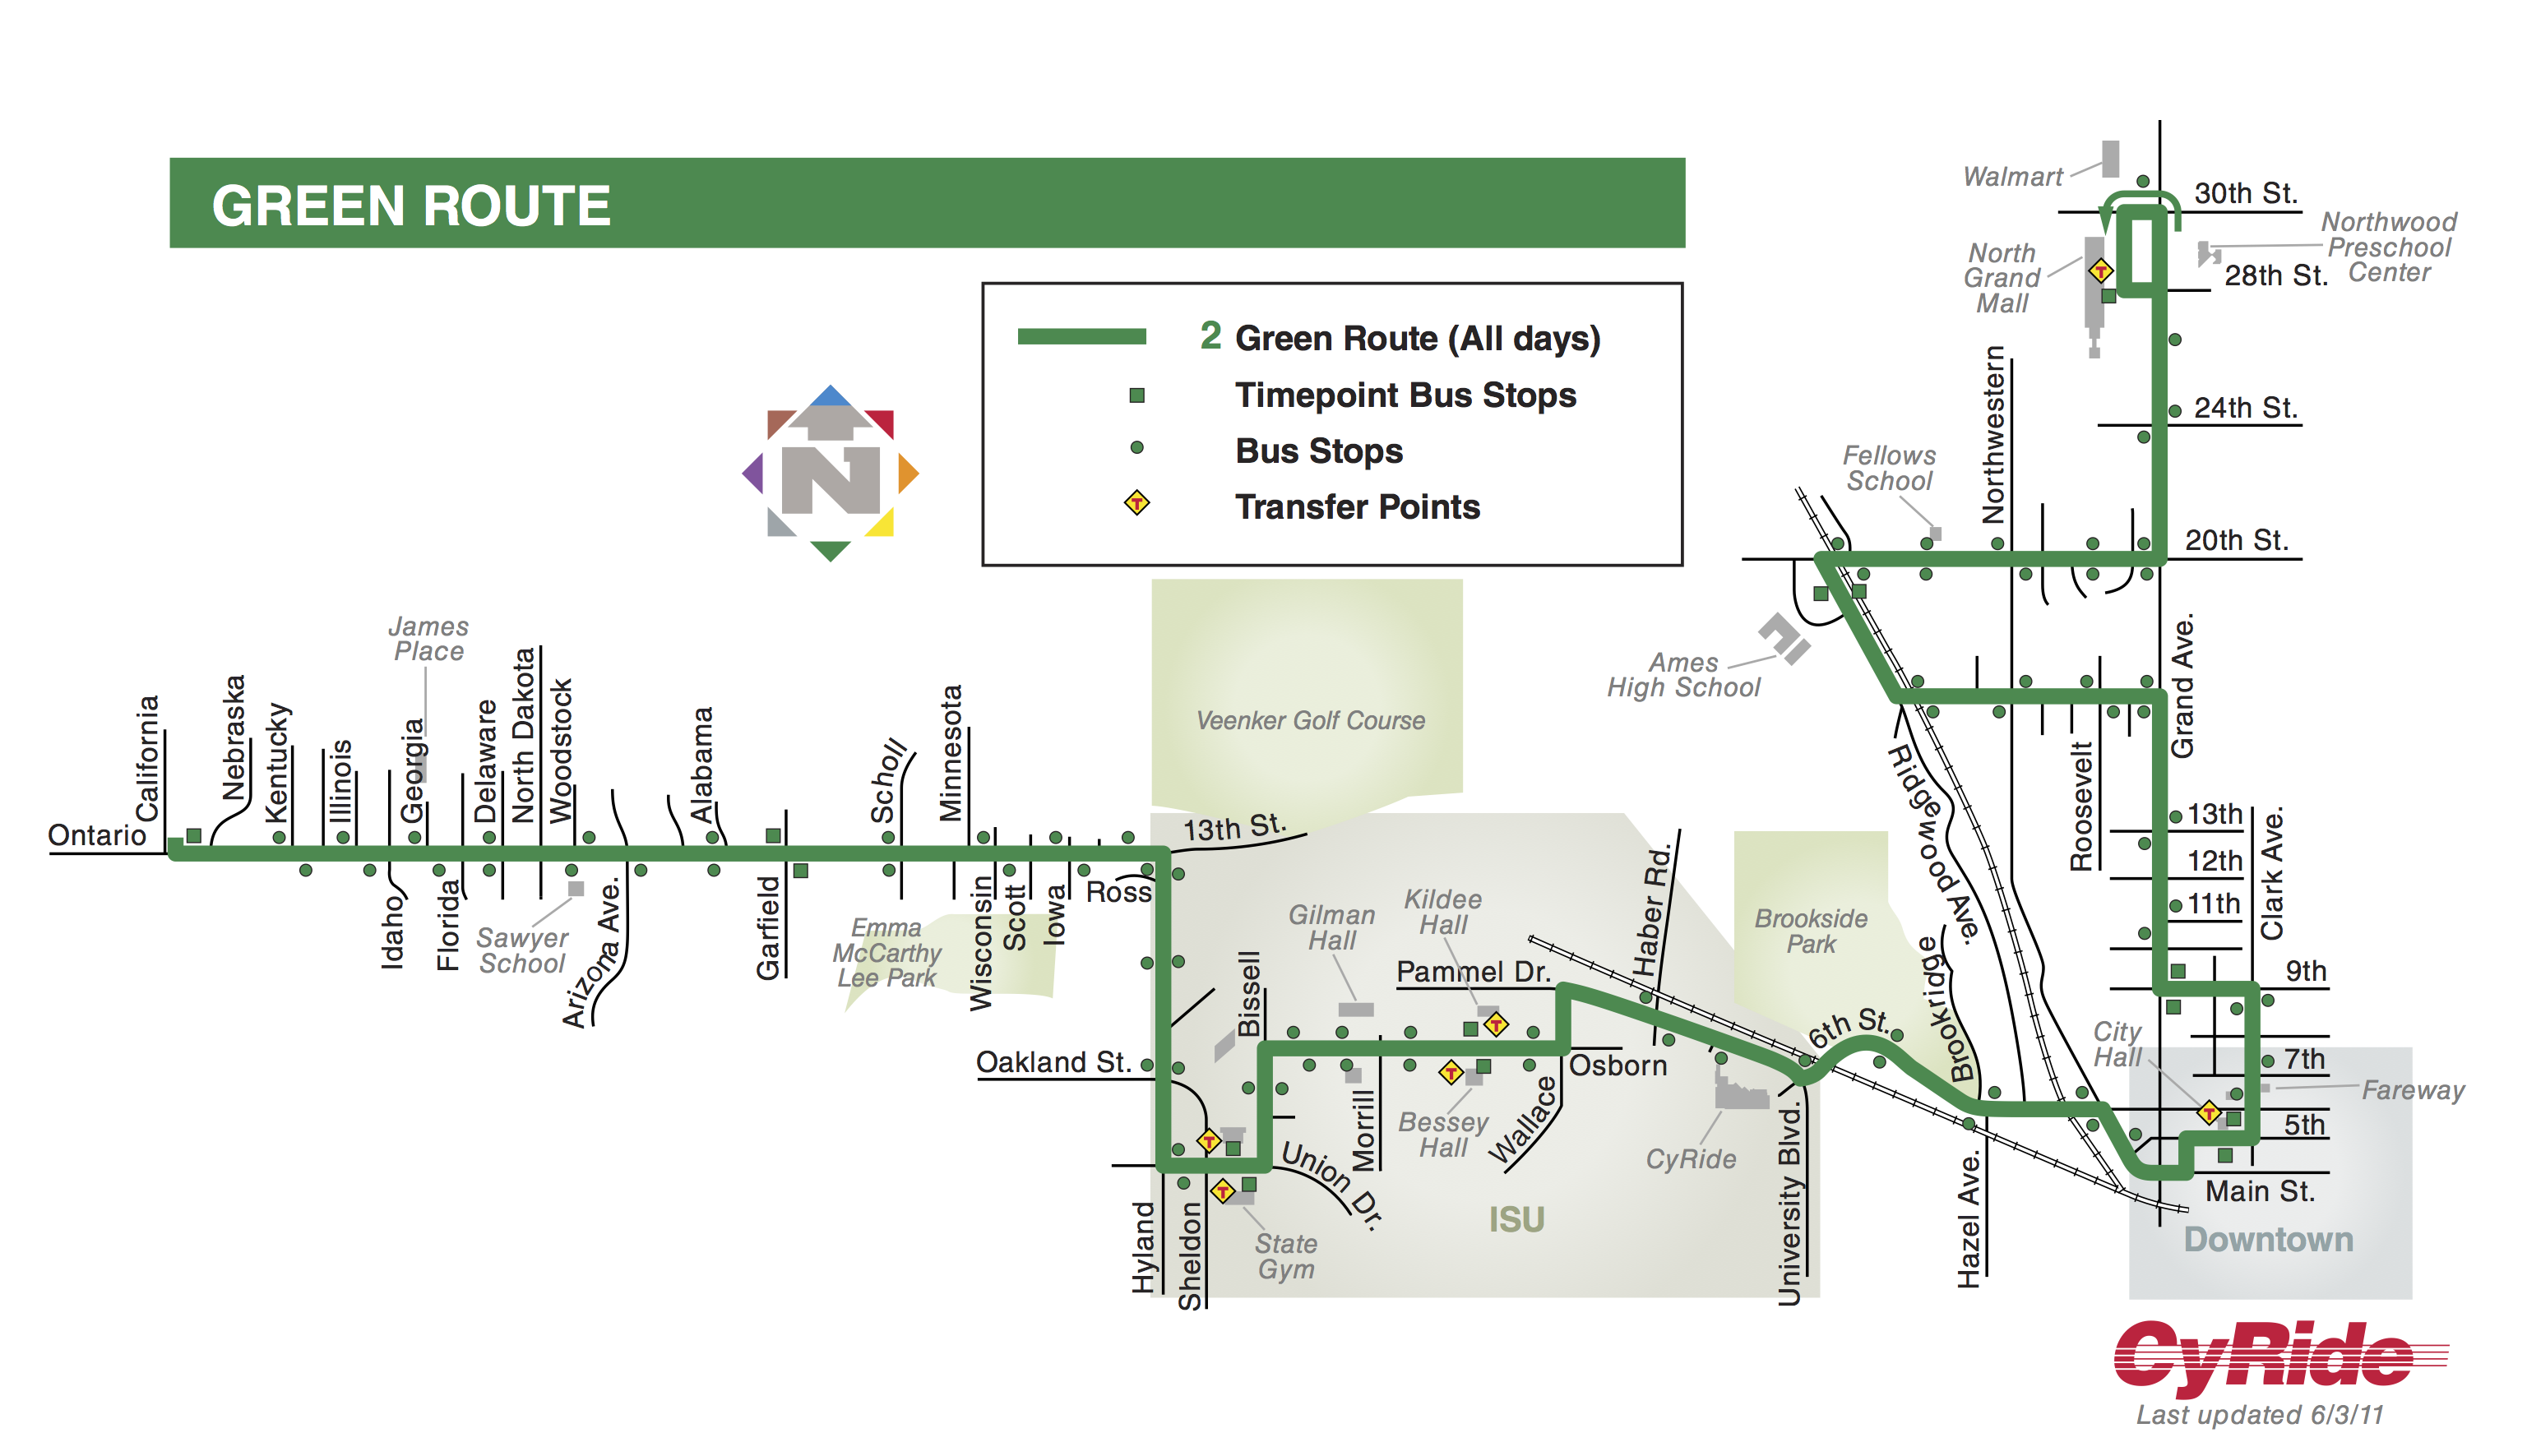 GREEN ROUTE
2 Green Route (All days)
Timepoint Bus Stops
Bus Stops
T Transfer Points
N
Walmart
30th St.
Northwood
Preschool
Center
North
Grand
Mall
T
28th St.
24th St.
Northwestern
Fellows
School
20th St.
Ames
High School
Grand Ave.
Ridgewood Ave.
Roosevelt
13th
12th
11th
Clark Ave.
9th
7th
City
Hall
T
Fareway
5th
Main St.
Downtown
James
Place
California
Nebraska
Kentucky
Illinois
Georgia
Delaware
North Dakota
Woodstock
Alabama
Scholl
Minnesota
Ontario
Idaho
Florida
Sawyer
School
Arizona Ave.
Garfield
Emma
McCarthy
Lee Park
Wisconsin
Scott
Iowa
Ross
Veenker Golf Course
13th St.
Oakland St.
Hyland
Sheldon
T
T
State
Gym
Bissell
Union Dr.
Gilman
Hall
Kildee
Hall
Pammel Dr.
T
T
Morrill
Bessey
Hall
Wallace
Osborn
Haber Rd.
ISU
CyRide
University Blvd.
Brookside
Park
6th St.
Brookridge
Hazel Ave.
CyRide
Last updated 6/3/11